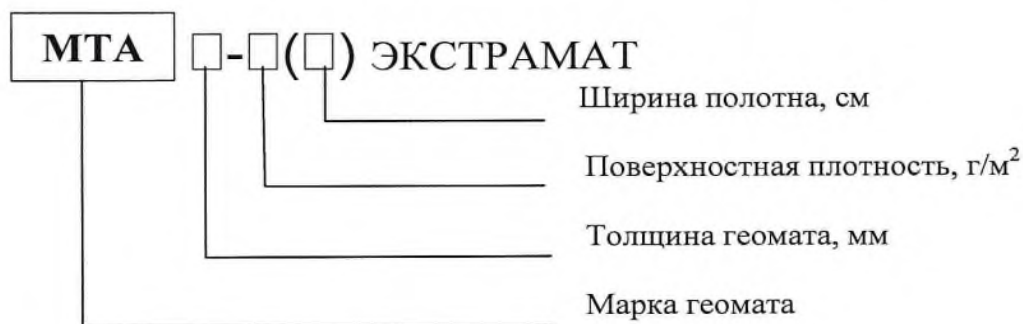 МТА □-□(□) ЭКСТРАМАТ
Ширина полотна, см
Поверхностная плотность, г/м²
Толщина геомата, мм
Марка геомата